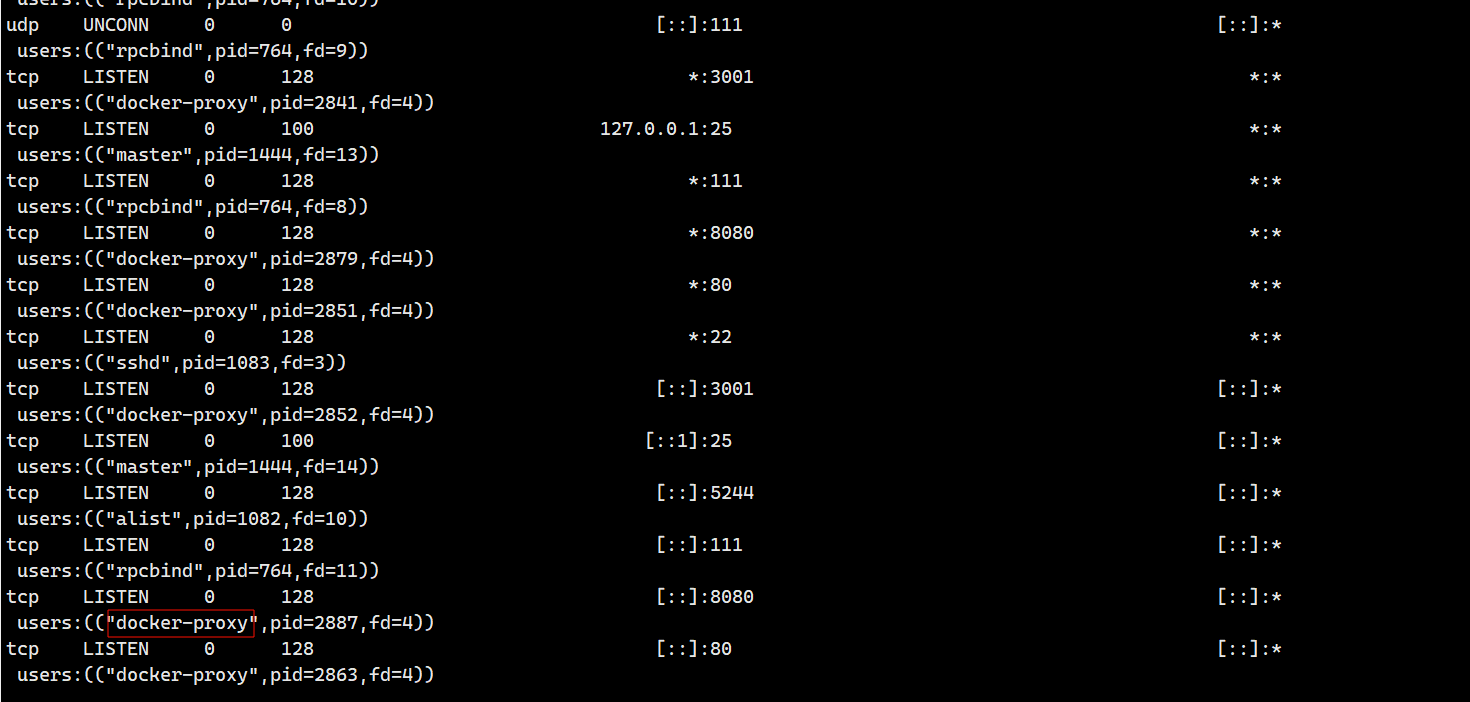 users:(("rpcbind",pid=764,fd=10))
udp    UNCONN     0      0                                  [::]:111                                            [::]:*
 users:(("rpcbind",pid=764,fd=9))
tcp    LISTEN     0      128                                   *:3001                                              *:*
 users:(("docker-proxy",pid=2841,fd=4))
tcp    LISTEN     0      100                           127.0.0.1:25                                                *:*
 users:(("master",pid=1444,fd=13))
tcp    LISTEN     0      128                                   *:111                                               *:*
 users:(("rpcbind",pid=764,fd=8))
tcp    LISTEN     0      128                                   *:8080                                              *:*
 users:(("docker-proxy",pid=2879,fd=4))
tcp    LISTEN     0      128                                   *:80                                                *:*
 users:(("docker-proxy",pid=2851,fd=4))
tcp    LISTEN     0      128                                   *:22                                                *:*
 users:(("sshd",pid=1083,fd=3))
tcp    LISTEN     0      128                                [::]:3001                                           [::]:*
 users:(("docker-proxy",pid=2852,fd=4))
tcp    LISTEN     0      100                               [::1]:25                                             [::]:*
 users:(("master",pid=1444,fd=14))
tcp    LISTEN     0      128                                [::]:5244                                           [::]:*
 users:(("alist",pid=1082,fd=10))
tcp    LISTEN     0      128                                [::]:111                                            [::]:*
 users:(("rpcbind",pid=764,fd=11))
tcp    LISTEN     0      128                                [::]:8080                                           [::]:*
 users:(("docker-proxy",pid=2887,fd=4))
tcp    LISTEN     0      128                                [::]:80                                             [::]:*
 users:(("docker-proxy",pid=2863,fd=4))